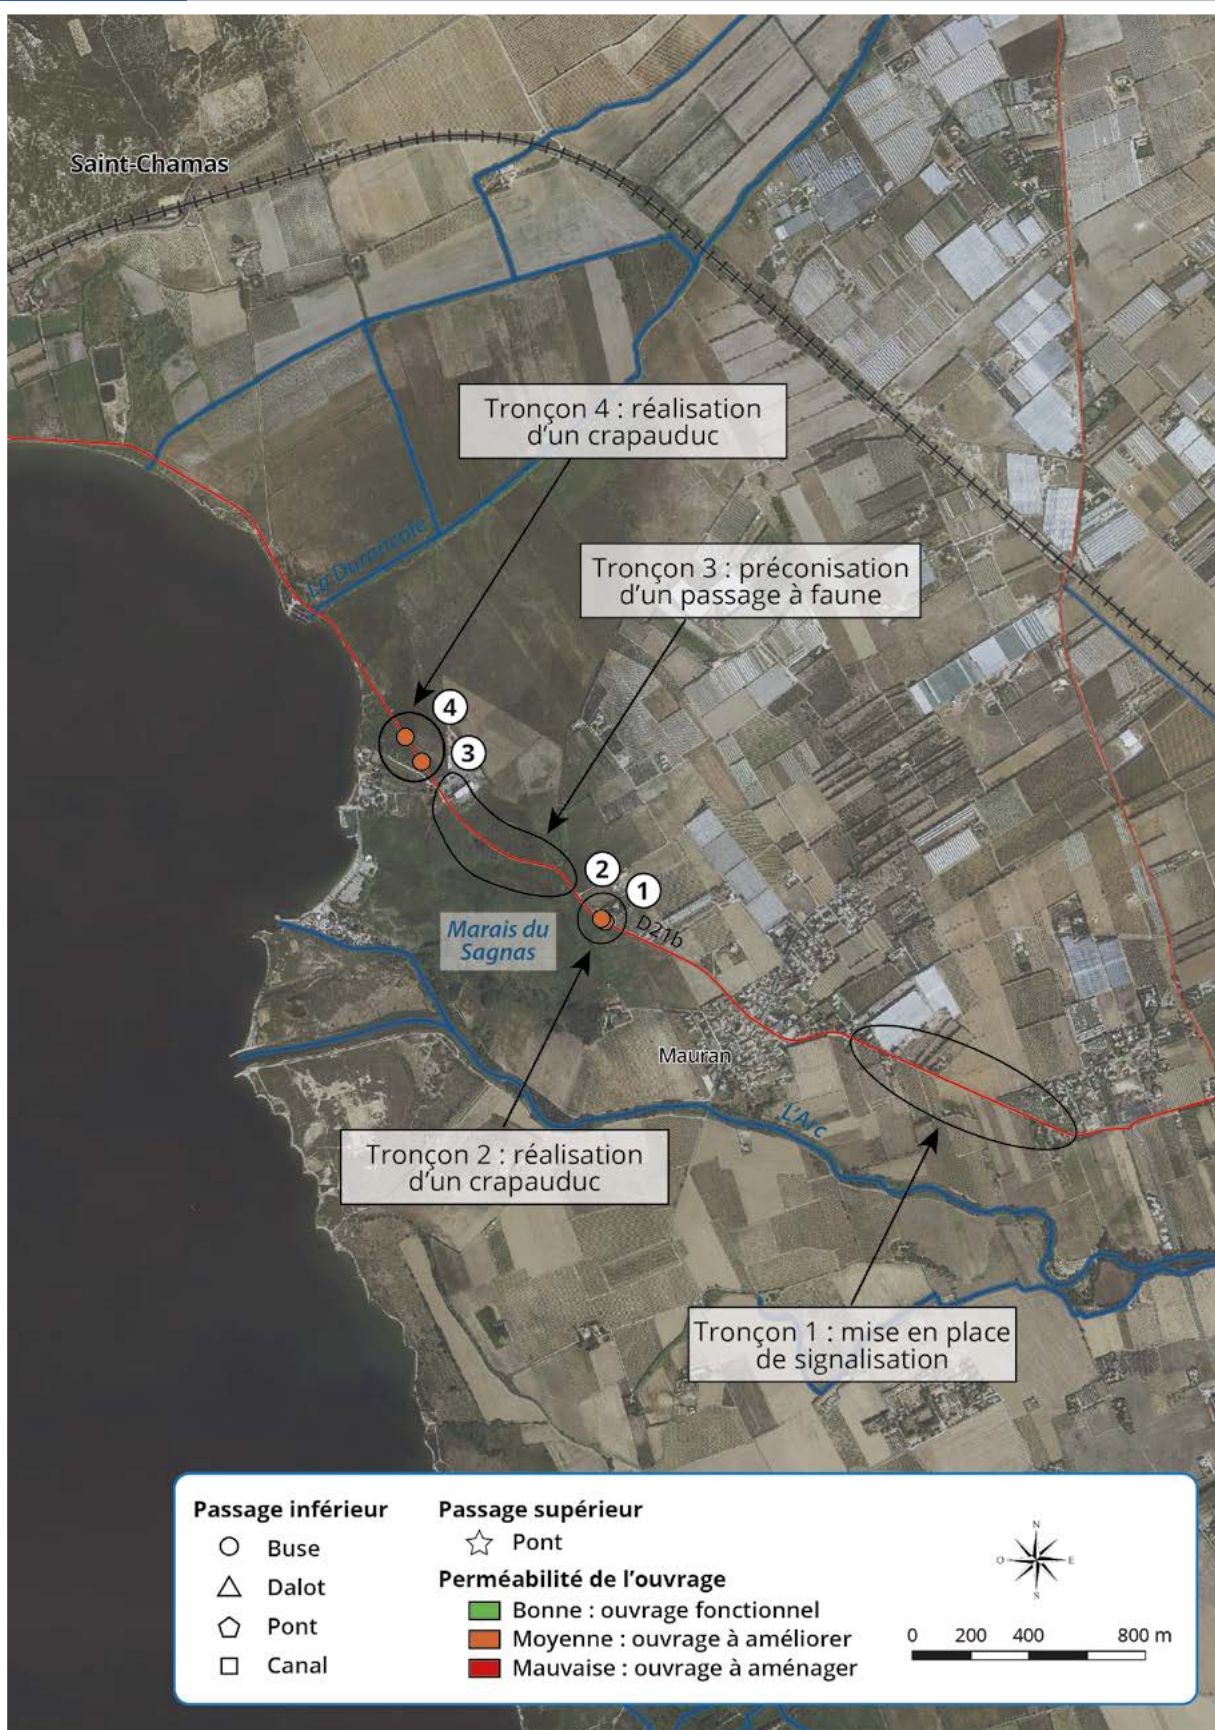 Saint-Chamas
Tronçon 4 : réalisation
d'un crapauduc
La Durancole
Tronçon 3 : préconisation
d'un passage à faune
4
3
2
1
D21b
Marais du
Sagnas
Mauran
L'Arc
Tronçon 2 : réalisation
d'un crapauduc
Tronçon 1 : mise en place
de signalisation
Passage inférieur
Buse
Dalot
Pont
Canal
Passage supérieur
Pont
Perméabilité de l'ouvrage
Bonne : ouvrage fonctionnel
Moyenne : ouvrage à améliorer
Mauvaise : ouvrage à aménager
N
O
E
S
0 200 400 800 m